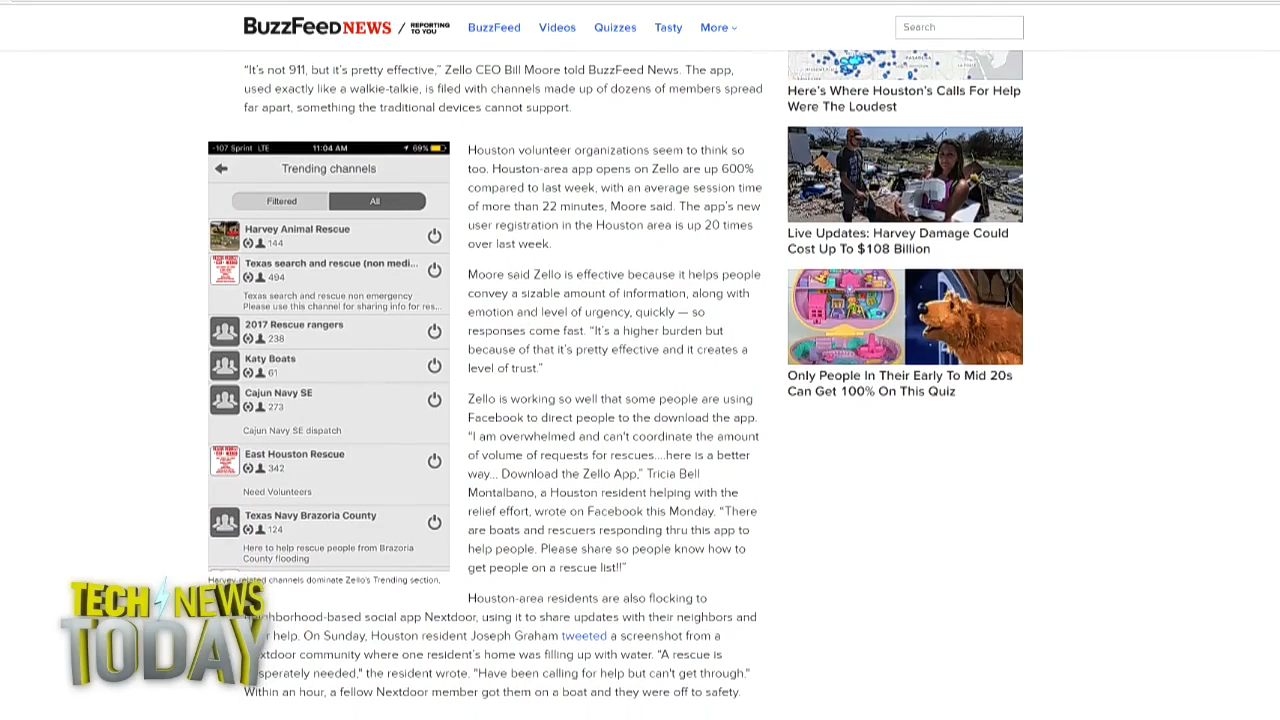 BuzzFeed NEWS / REPORTING TO YOU
BuzzFeed Videos Quizzes Tasty More
Search
“It’s not 911, but it’s pretty effective,” Zello CEO Bill Moore told BuzzFeed News. The app,
used exactly like a walkie-talkie, is filed with channels made up of dozens of members spread
far apart, something the traditional devices cannot support.
-107 Sprint LTE 11:04 AM 69%
Trending channels
Filtered All
Harvey Animal Rescue
144
Texas search and rescue (non medi...
494
Texas search and rescue non emergency
Please use this channel for sharing info for res...
2017 Rescue rangers
238
Katy Boats
61
Cajun Navy SE
273
Cajun Navy SE dispatch
East Houston Rescue
342
Need Volunteers
Texas Navy Brazoria County
124
Here to help rescue people from Brazoria
County flooding
Harvey-related channels dominate Zello's Trending section.
Houston volunteer organizations seem to think so
too. Houston-area app opens on Zello are up 600%
compared to last week, with an average session time
of more than 22 minutes, Moore said. The app’s new
user registration in the Houston area is up 20 times
over last week.
Moore said Zello is effective because it helps people
convey a sizable amount of information, along with
emotion and level of urgency, quickly — so
responses come fast. “It’s a higher burden but
because of that it’s pretty effective and it creates a
level of trust.”
Zello is working so well that some people are using
Facebook to direct people to the download the app.
“I am overwhelmed and can't coordinate the amount
of volume of requests for rescues....here is a better
way... Download the Zello App,” Tricia Bell
Montalbano, a Houston resident helping with the
relief effort, wrote on Facebook this Monday. “There
are boats and rescuers responding thru this app to
help people. Please share so people know how to
get people on a rescue list!!”
Houston-area residents are also flocking to
neighborhood-based social app Nextdoor, using it to share updates with their neighbors and
help. On Sunday, Houston resident Joseph Graham tweeted a screenshot from a
Nextdoor community where one resident’s home was filling up with water. “A rescue is
desperately needed," the resident wrote. "Have been calling for help but can't get through."
Within an hour, a fellow Nextdoor member got them on a boat and they were off to safety.
Here’s Where Houston’s Calls For Help
Were The Loudest
Live Updates: Harvey Damage Could
Cost Up To $108 Billion
Only People In Their Early To Mid 20s
Can Get 100% On This Quiz
TECH NEWS
TODAY